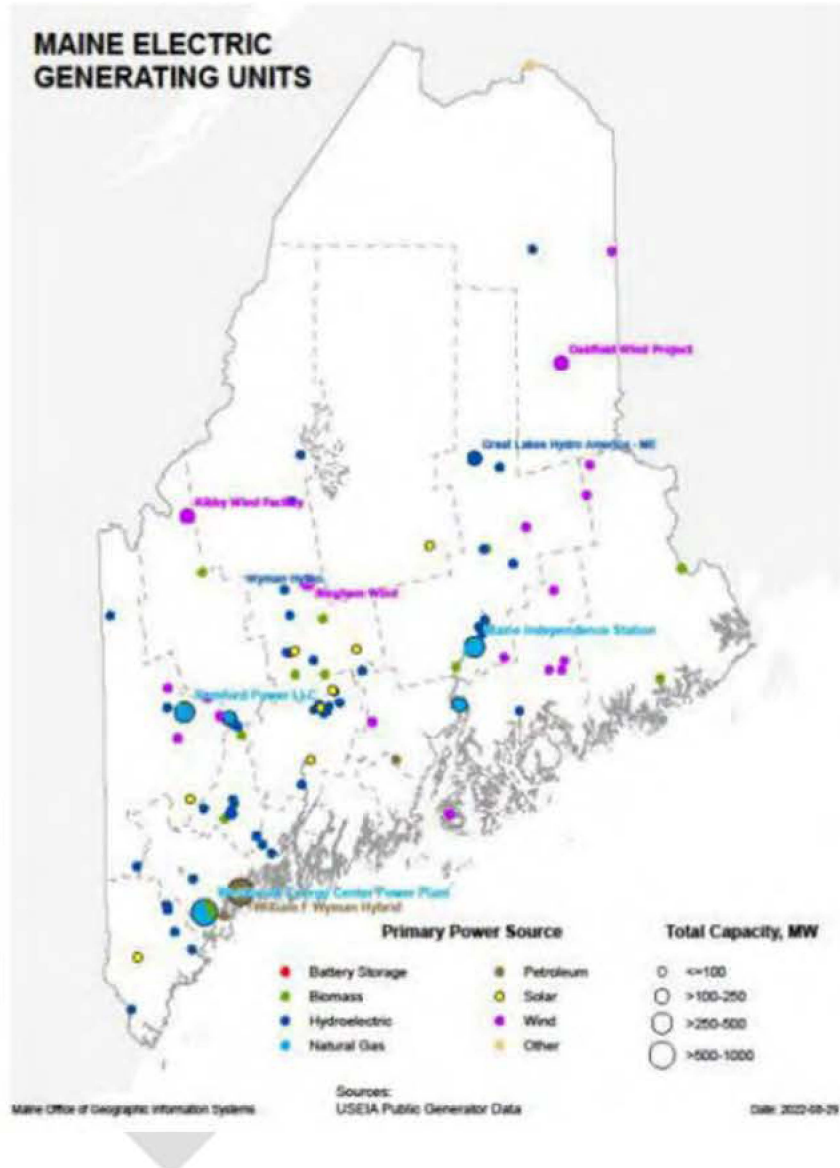 MAINE ELECTRIC
GENERATING UNITS
Oakfield Wind Project
Great Lakes Hydro America - ME
Kibby Wind Facility
Wyman Hydro
Bingham Wind
Maine Independence Station
Rumford Power LLC
Energy Center Power Plant
William F Wyman Hybrid
Primary Power Source
Total Capacity, MW
Battery Storage
Petroleum
<=100
Biomass
Solar
>100-250
Hydroelectric
Wind
>250-500
Natural Gas
Other
>500-1000
Sources:
Maine Office of Geographic Information Systems
USEIA Public Generator Data